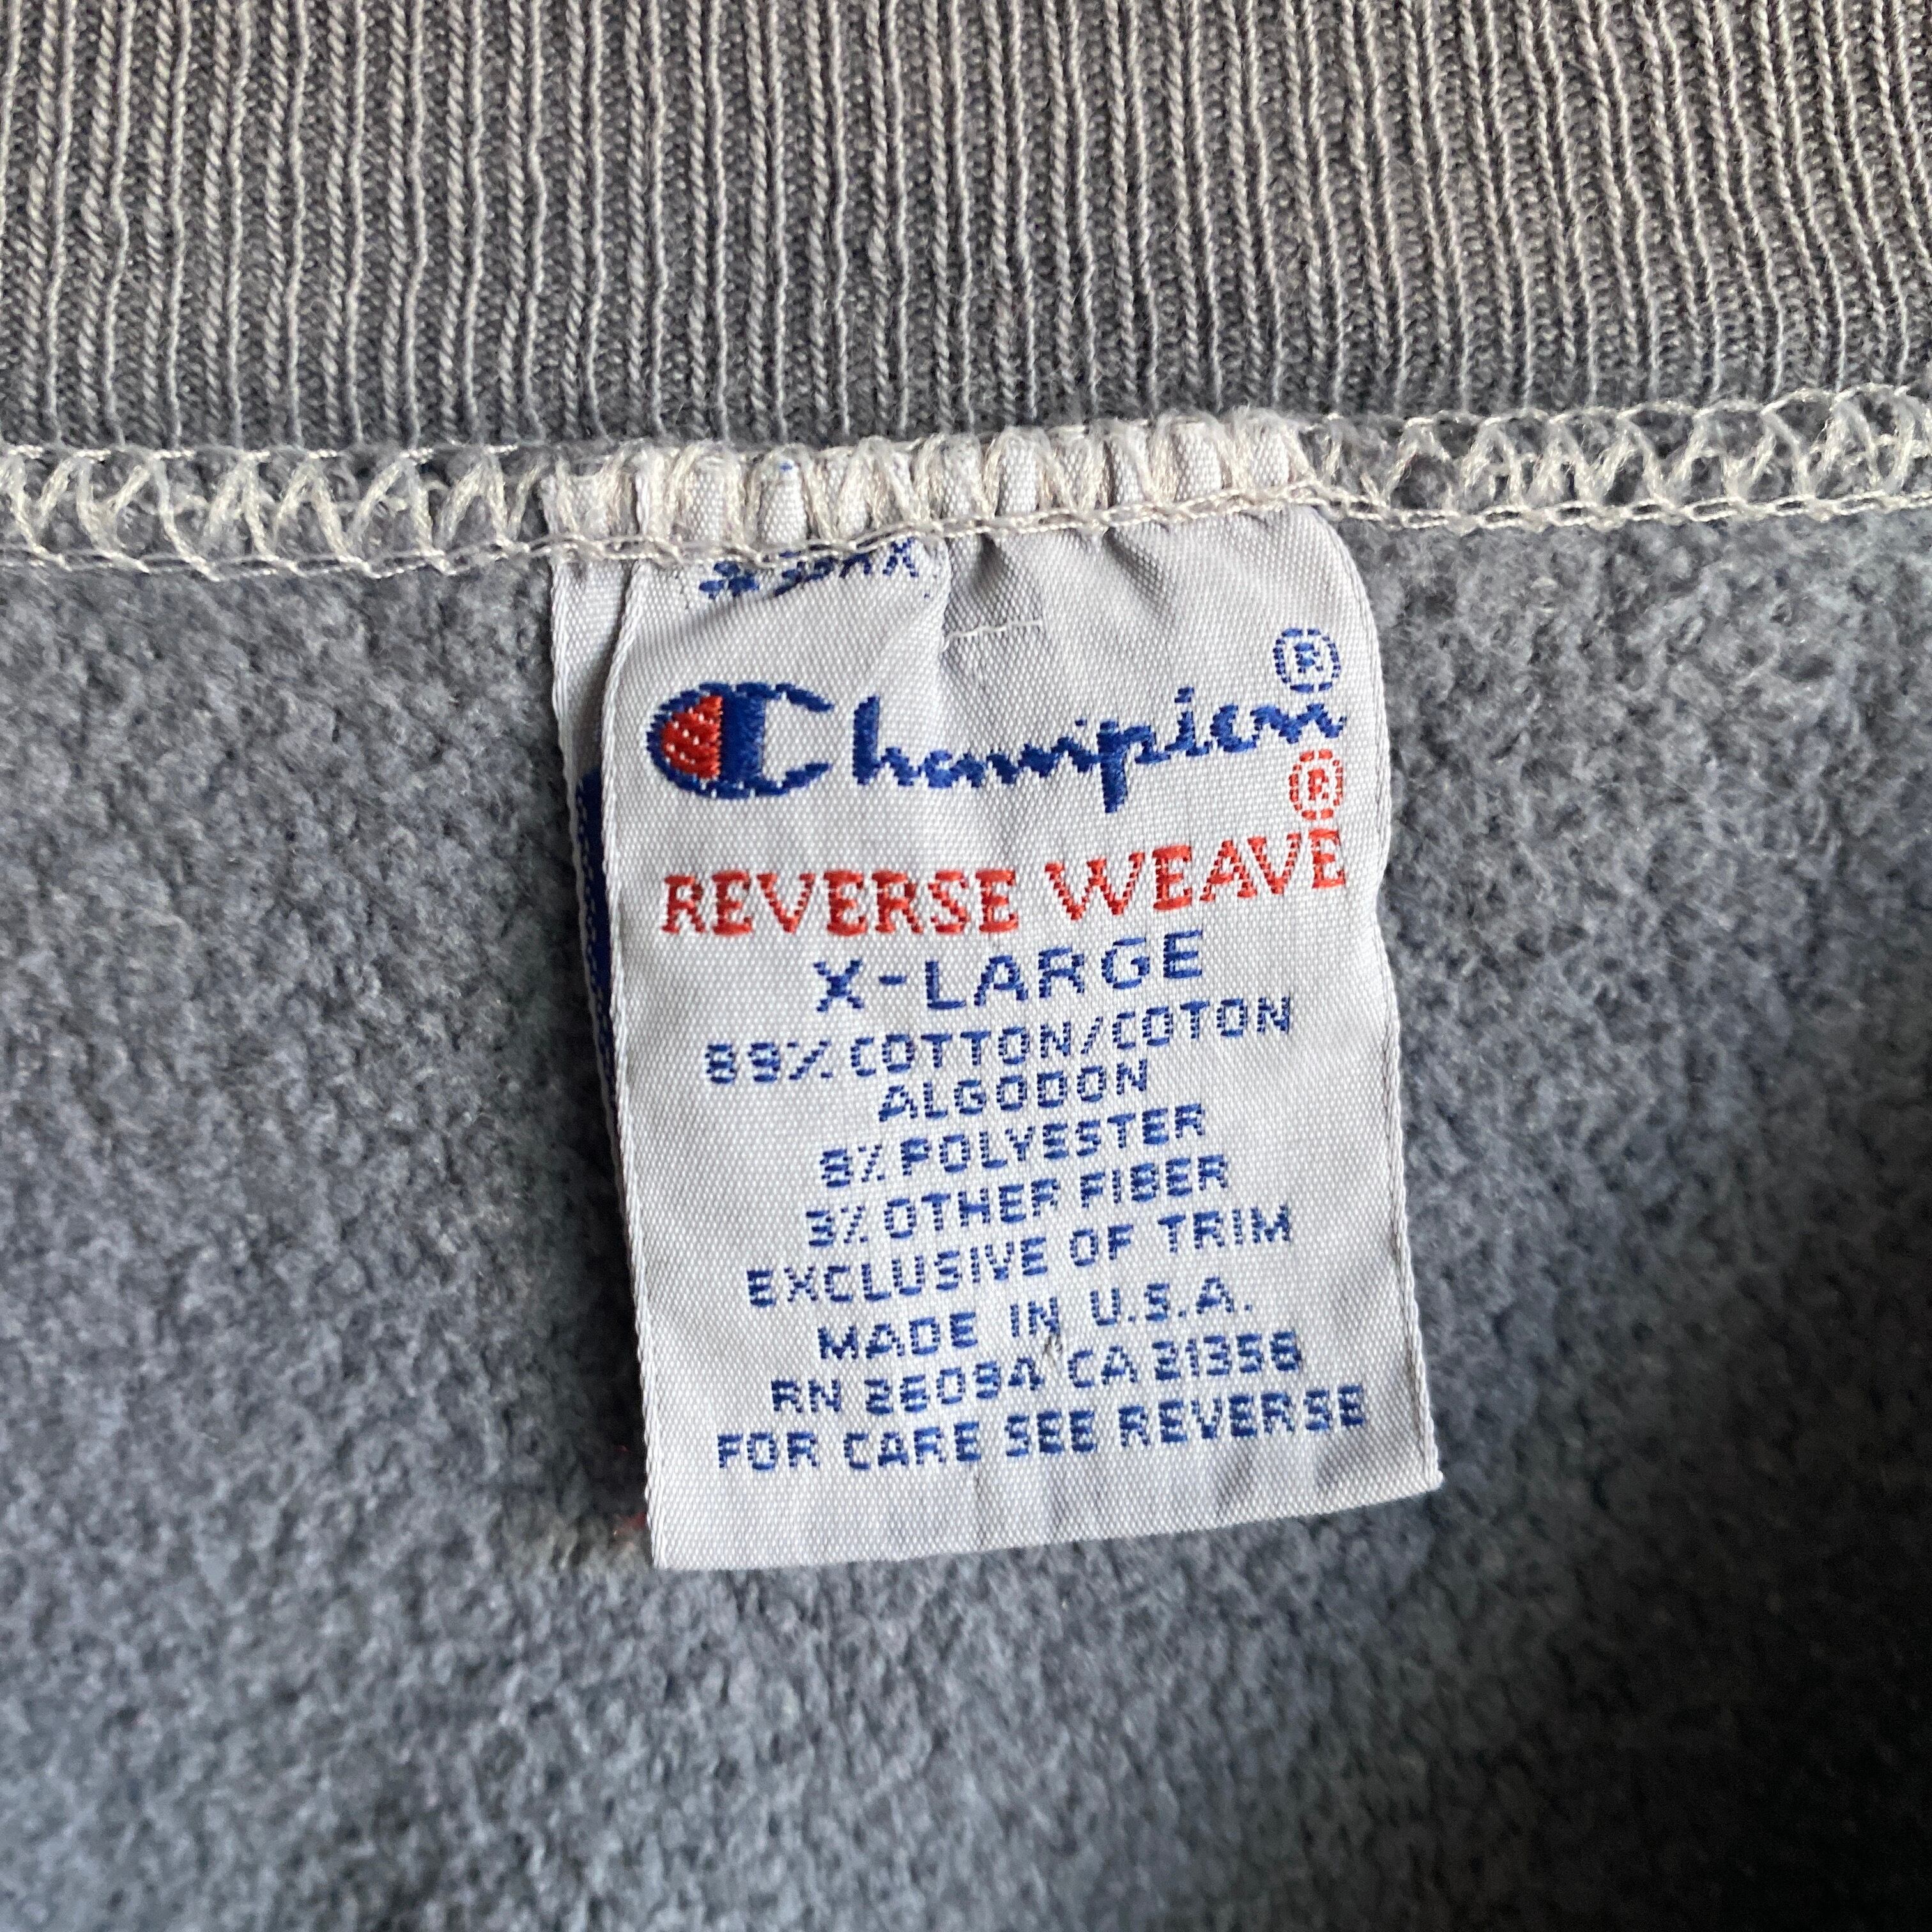 Champion®
®
REVERSE WEAVE
X-LARGE
89% COTTON/COTON
ALGODON
8% POLYESTER
3% OTHER FIBER
EXCLUSIVE OF TRIM
MADE IN U.S.A.
RN 26094 CA 21356
FOR CARE SEE REVERSE